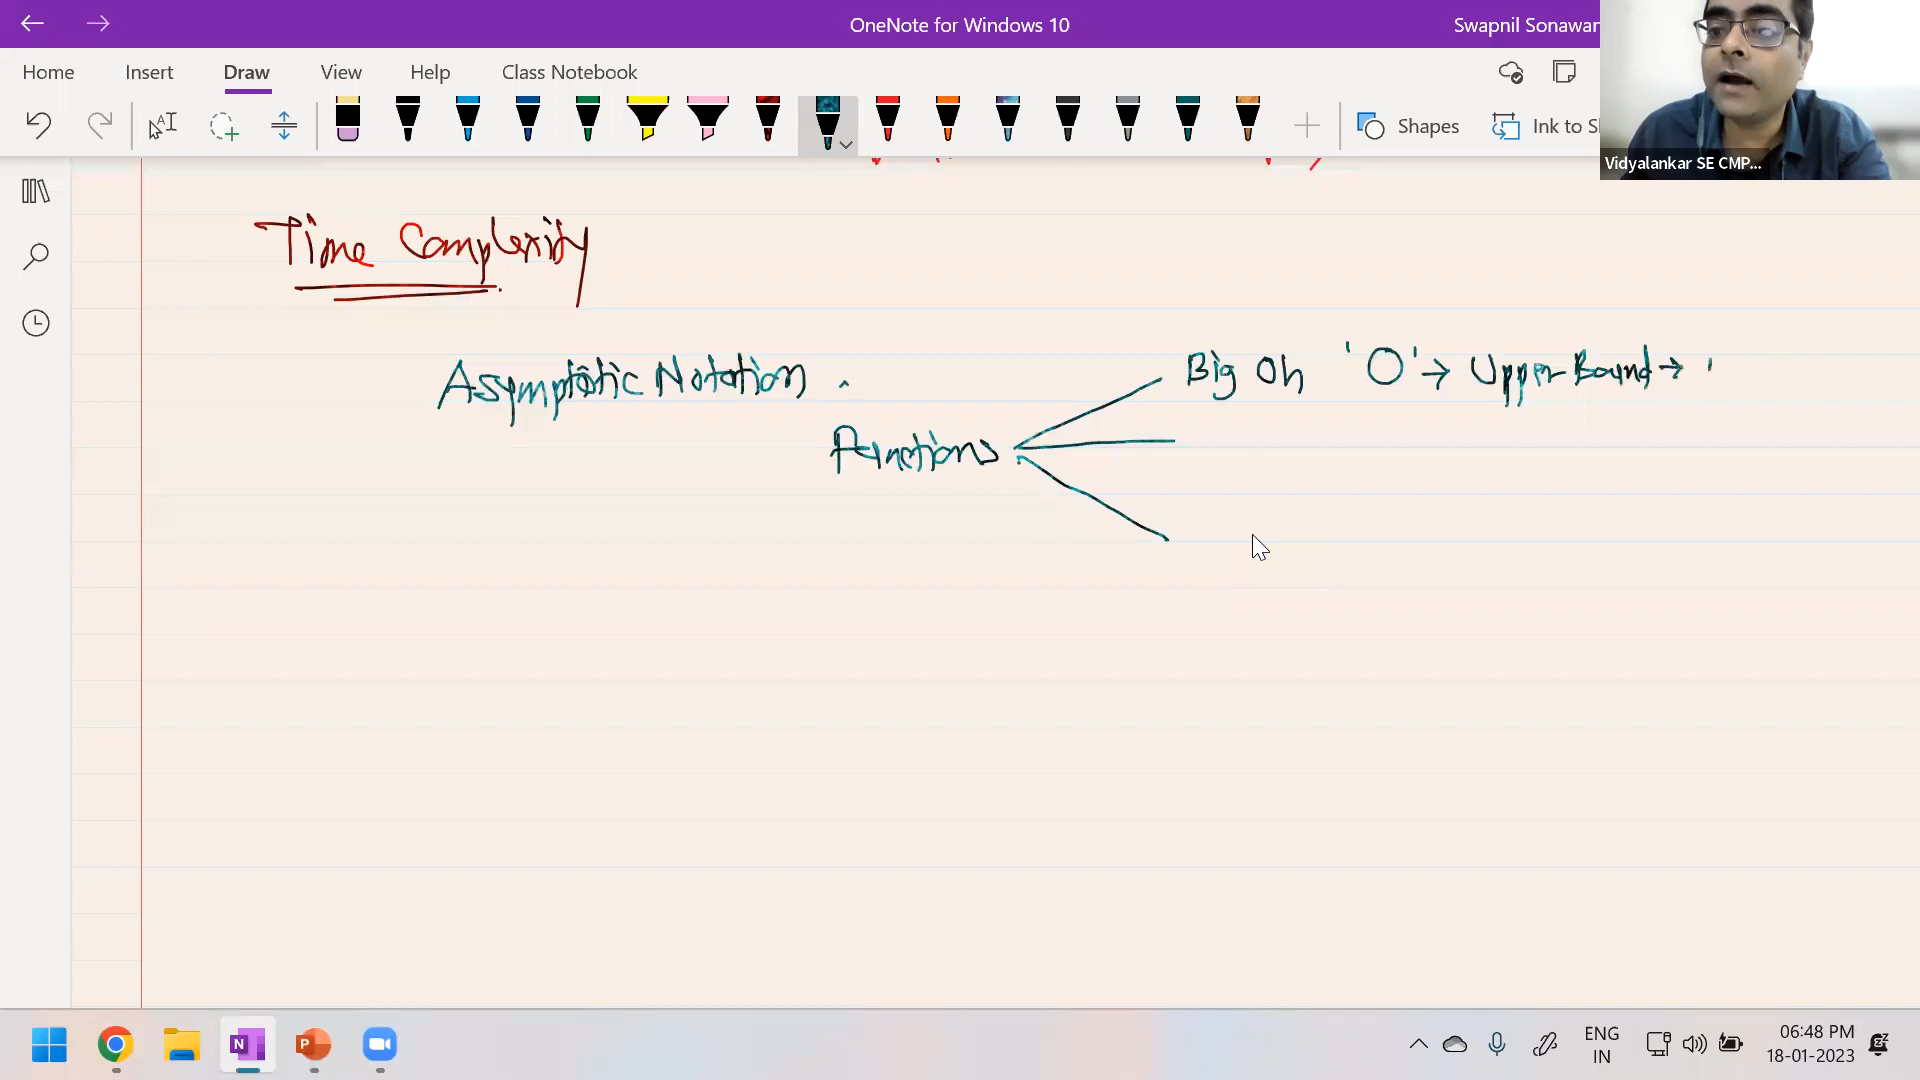 OneNote for Windows 10
Swapnil Sonawan
Home Insert Draw View Help Class Notebook
Shapes
Ink to S
Vidyalankar SE CMP...
Time Complexity
Asymptotic Notation
Big Oh 'O' → Upper Bound →
Functions
ENG
IN
06:48 PM
18-01-2023